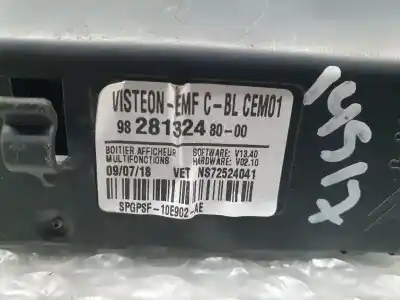 VISTEON-EMF C-BL CEM01
98 281324 80-00
BOITIER AFFICHEUR SOFTWARE: V13.40
MULTIFONCTIONS HARDWARE: V02.10
09/07/18 VET NS72524041
SPGPSF-10E902-AE